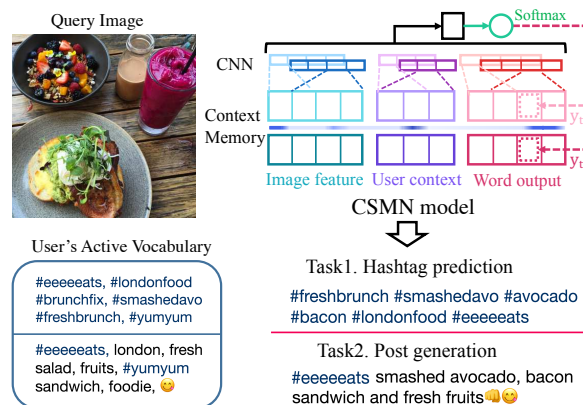 Query Image
Softmax
CNN
Context
Memory
y_t
y_t
Image feature
User context
Word output
CSMN model
User's Active Vocabulary
#eeeeeats, #londonfood
#brunchfix, #smashedavo
#freshbrunch, #yumyum
#eeeeeats, london, fresh
salad, fruits, #yumyum
sandwich, foodie, 😋
Task1. Hashtag prediction
#freshbrunch #smashedavo #avocado
#bacon #londonfood #eeeeeats
Task2. Post generation
#eeeeeats smashed avocado, bacon
sandwich and fresh fruits👊😋